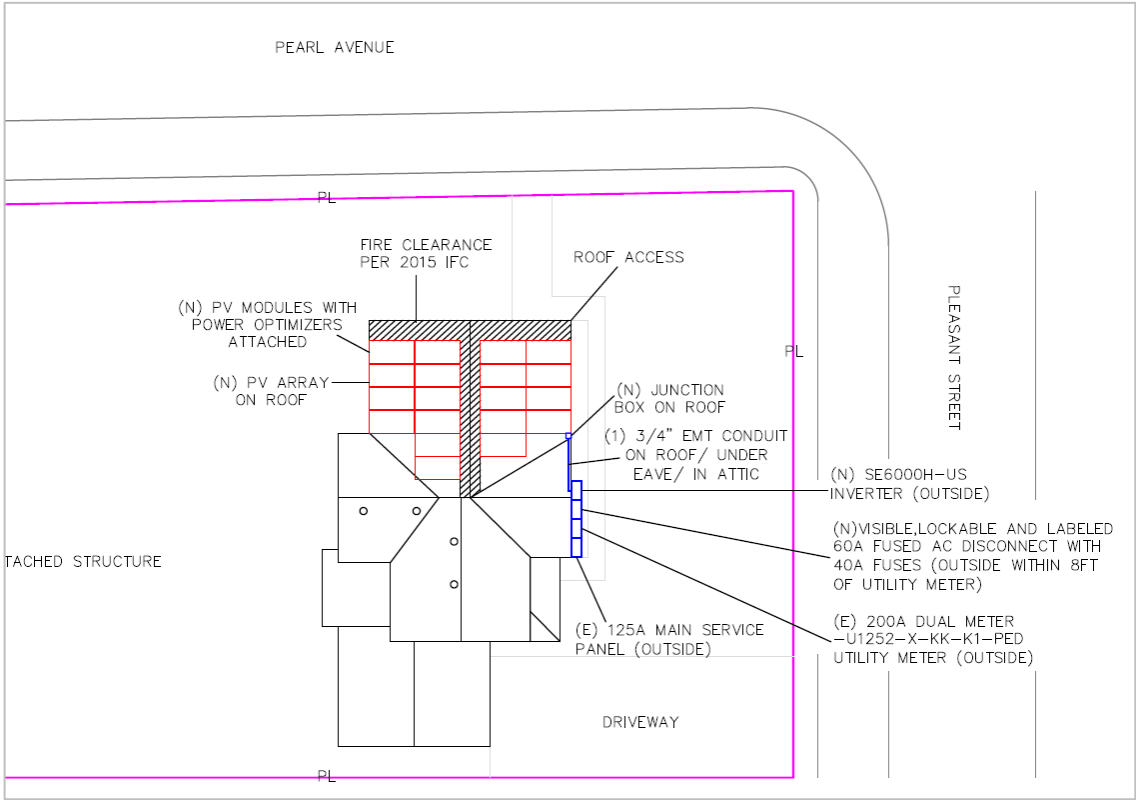 PEARL AVENUE
PL
FIRE CLEARANCE
PER 2015 IFC
ROOF ACCESS
(N) PV MODULES WITH
POWER OPTIMIZERS
ATTACHED
PLEASANT STREET
PL
(N) PV ARRAY
ON ROOF
(N) JUNCTION
BOX ON ROOF
(1) 3/4" EMT CONDUIT
ON ROOF/ UNDER
EAVE/ IN ATTIC
(N) SE6000H-US
INVERTER (OUTSIDE)
(N)VISIBLE,LOCKABLE AND LABELED
60A FUSED AC DISCONNECT WITH
40A FUSES (OUTSIDE WITHIN 8FT
OF UTILITY METER)
TACHED STRUCTURE
(E) 200A DUAL METER
-U1252-X-KK-K1-PED
UTILITY METER (OUTSIDE)
(E) 125A MAIN SERVICE
PANEL (OUTSIDE)
DRIVEWAY
PL